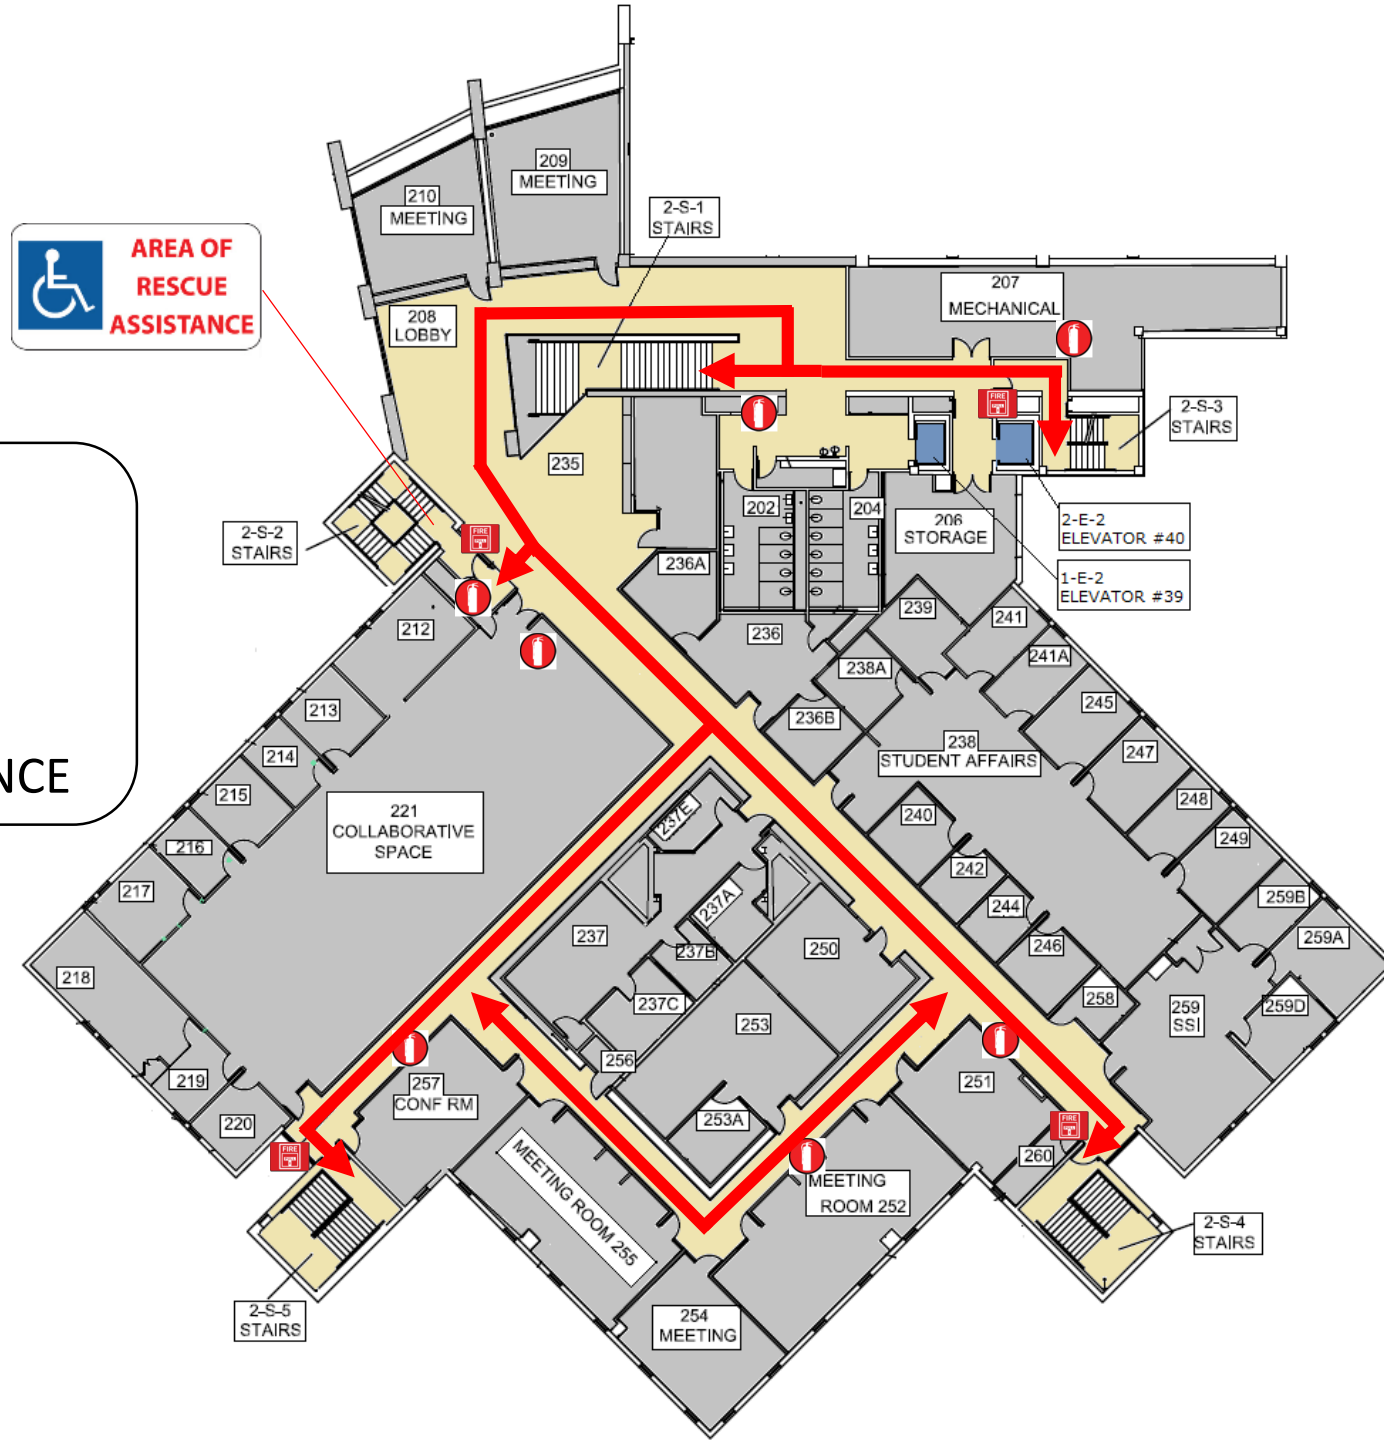 209
MEETING
210
MEETING
2-S-1
STAIRS
AREA OF
RESCUE
ASSISTANCE
207
MECHANICAL
208
LOBBY
FIRE
2-S-3
STAIRS
235
202
204
206
STORAGE
2-S-2
STAIRS
FIRE
2-E-2
ELEVATOR #40
1-E-2
ELEVATOR #39
236A
239
241
212
236
241A
238A
213
236B
245
214
238
STUDENT AFFAIRS
247
NCE
215
248
221
COLLABORATIVE
SPACE
237E
240
249
216
217
242
259B
237A
244
237
259A
218
237B
250
246
237C
258
259
SSI
259D
253
256
219
257
CONF RM
251
220
253A
FIRE
FIRE
260
MEETING ROOM 255
MEETING
ROOM 252
2-S-4
STAIRS
2-S-5
STAIRS
254
MEETING